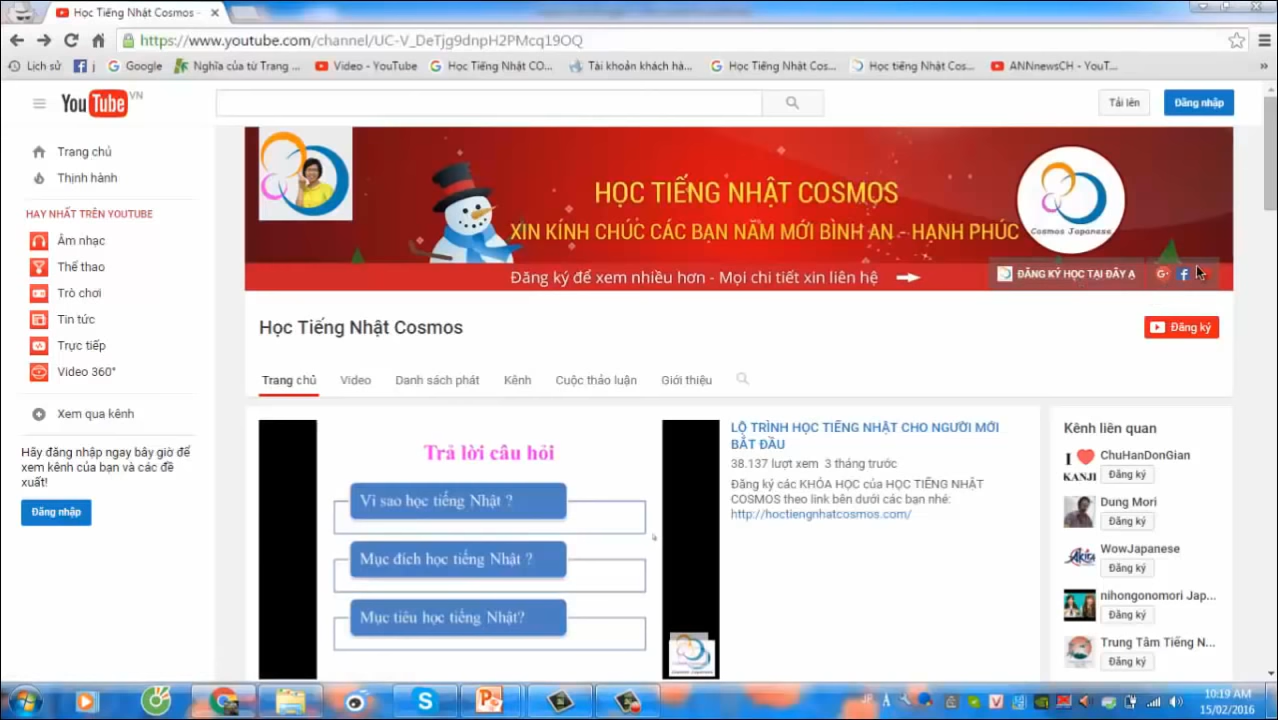 Học Tiếng Nhật Cosmos -
https://www.youtube.com/channel/UC-V_DeTjg9dnpH2PMcq19OQ
Lịch sử
j
Google
Nghĩa của từ Trang ...
Video - YouTube
Học Tiếng Nhật CO...
Tài khoản khách hà...
Học Tiếng Nhật Cos...
Học tiếng Nhật Cos...
ANNnewsCH - YouT...
»
YouTube VN
Tải lên
Đăng nhập
Trang chủ
Thịnh hành
HAY NHẤT TRÊN YOUTUBE
Âm nhạc
Thể thao
Trò chơi
Tin tức
Trực tiếp
Video 360°
Xem qua kênh
Hãy đăng nhập ngay bây giờ để
xem kênh của bạn và các đề
xuất!
Đăng nhập
HỌC TIẾNG NHẬT COSMOS
XIN KÍNH CHÚC CÁC BẠN NĂM MỚI BÌNH AN - HẠNH PHÚC
Đăng ký để xem nhiều hơn - Mọi chi tiết xin liên hệ
Cosmos Japanese
ĐĂNG KÝ HỌC TẠI ĐÂY Ạ
Học Tiếng Nhật Cosmos
Đăng ký
Trang chủ
Video
Danh sách phát
Kênh
Cuộc thảo luận
Giới thiệu
Trả lời câu hỏi
Vì sao học tiếng Nhật ?
Mục đích học tiếng Nhật ?
Mục tiêu học tiếng Nhật?
LỘ TRÌNH HỌC TIẾNG NHẬT CHO NGƯỜI MỚI
BẮT ĐẦU
38.137 lượt xem 3 tháng trước
Đăng ký các KHÓA HỌC của HỌC TIẾNG NHẬT
COSMOS theo link bên dưới các bạn nhé:
http://hoctiengnhatcosmos.com/
Kênh liên quan
I
KANJI
ChuHanDonGian
Đăng ký
Dung Mori
Đăng ký
Akira
WowJapanese
Đăng ký
nihongonomori Jap...
Đăng ký
Trung Tâm Tiếng N...
Đăng ký
JP
10:19 AM
15/02/2016